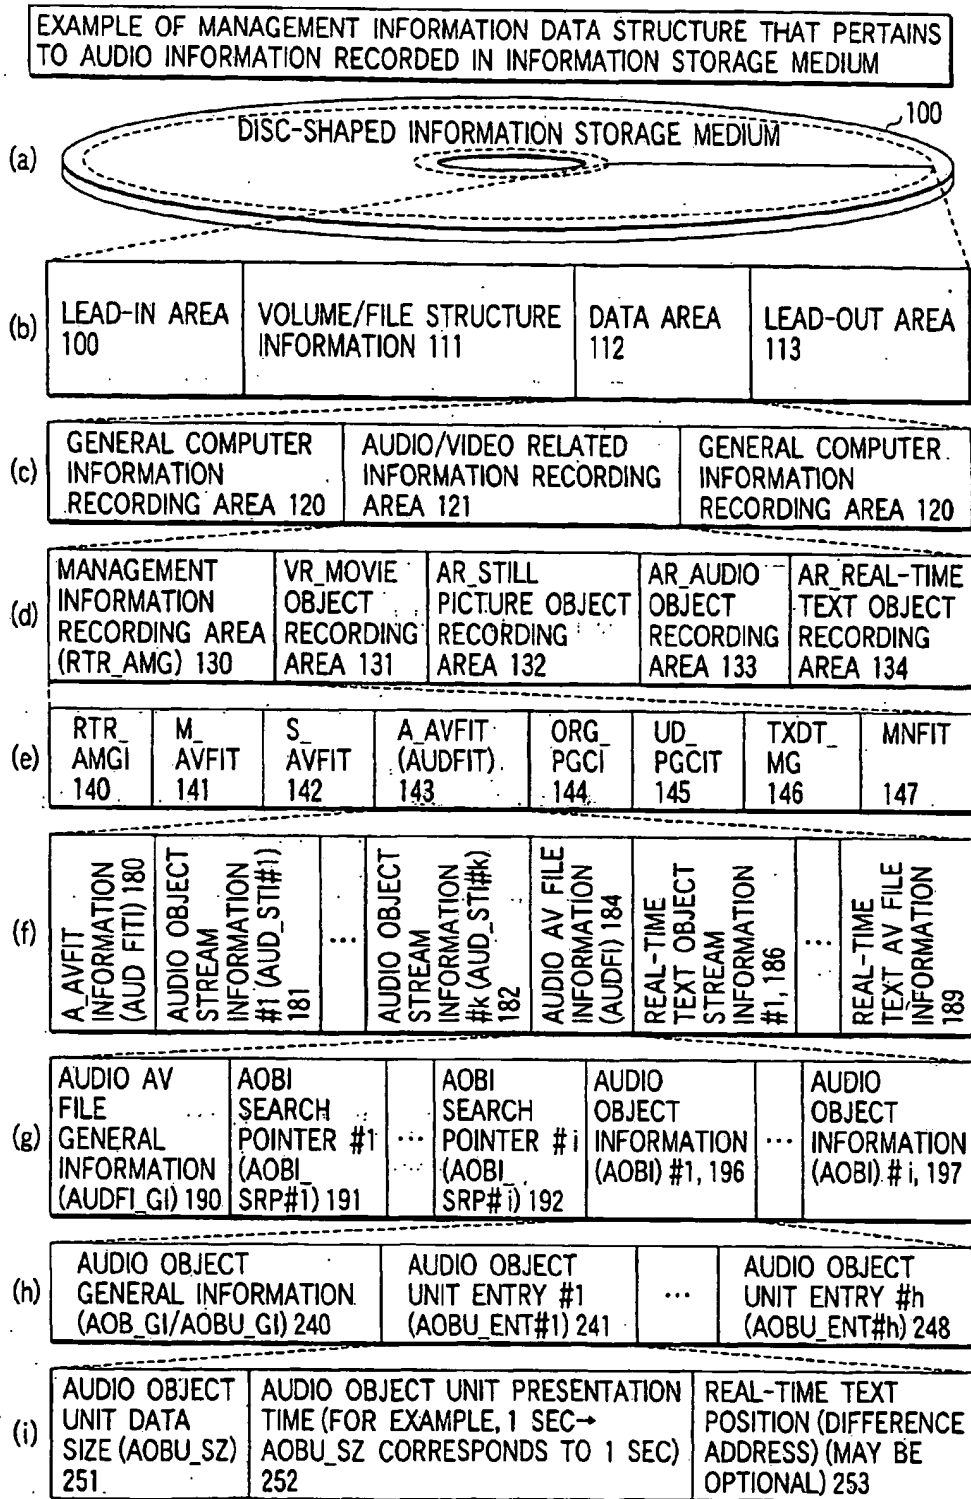 EXAMPLE OF MANAGEMENT INFORMATION DATA STRUCTURE THAT PERTAINS
TO AUDIO INFORMATION RECORDED IN INFORMATION STORAGE MEDIUM
100
DISC-SHAPED INFORMATION STORAGE MEDIUM
(a)
(b)
LEAD-IN AREA
100
VOLUME/FILE STRUCTURE
INFORMATION 111
DATA AREA
112
LEAD-OUT AREA
113
(c)
GENERAL COMPUTER
INFORMATION
RECORDING AREA 120
AUDIO/VIDEO RELATED
INFORMATION RECORDING
AREA 121
GENERAL COMPUTER
INFORMATION
RECORDING AREA 120
(d)
MANAGEMENT
INFORMATION
RECORDING AREA
(RTR_AMG) 130
VR_MOVIE
OBJECT
RECORDING
AREA 131
AR_STILL
PICTURE OBJECT
RECORDING
AREA 132
AR_AUDIO
OBJECT
RECORDING
AREA 133
AR_REAL-TIME
TEXT OBJECT
RECORDING
AREA 134
(e)
RTR_
AMGI
140
M_
AVFIT
141
S_
AVFIT
142
A_AVFIT
(AUDFIT)
143
ORG_
PGCI
144
UD_
PGCIT
145
TXDT_
MG
146
MNFIT
147
(f)
A_AVFIT
INFORMATION
(AUD FITI) 180
AUDIO OBJECT
STREAM
INFORMATION
#1 (AUD_STI#1)
181
...
AUDIO OBJECT
STREAM
INFORMATION
#k (AUD_STI#k)
182
AUDIO AV FILE
INFORMATION
(AUDFI) 184
REAL-TIME
TEXT OBJECT
STREAM
INFORMATION
#1, 186
...
REAL-TIME
TEXT AV FILE
INFORMATION
189
(g)
AUDIO AV
FILE
GENERAL
INFORMATION
(AUDFI_GI) 190
AOBI
SEARCH
POINTER #1
(AOBI_
SRP#1) 191
...
AOBI
SEARCH
POINTER #i
(AOBI_
SRP#i) 192
AUDIO
OBJECT
INFORMATION
(AOBI) #1, 196
...
AUDIO
OBJECT
INFORMATION
(AOBI) #i, 197
(h)
AUDIO OBJECT
GENERAL INFORMATION
(AOB_GI/AOBU_GI) 240
AUDIO OBJECT
UNIT ENTRY #1
(AOBU_ENT#1) 241
...
AUDIO OBJECT
UNIT ENTRY #h
(AOBU_ENT#h) 248
(i)
AUDIO OBJECT
UNIT DATA
SIZE (AOBU_SZ)
251
AUDIO OBJECT UNIT PRESENTATION
TIME (FOR EXAMPLE, 1 SEC→
AOBU_SZ CORRESPONDS TO 1 SEC)
252
REAL-TIME TEXT
POSITION (DIFFERENCE
ADDRESS) (MAY BE
OPTIONAL) 253